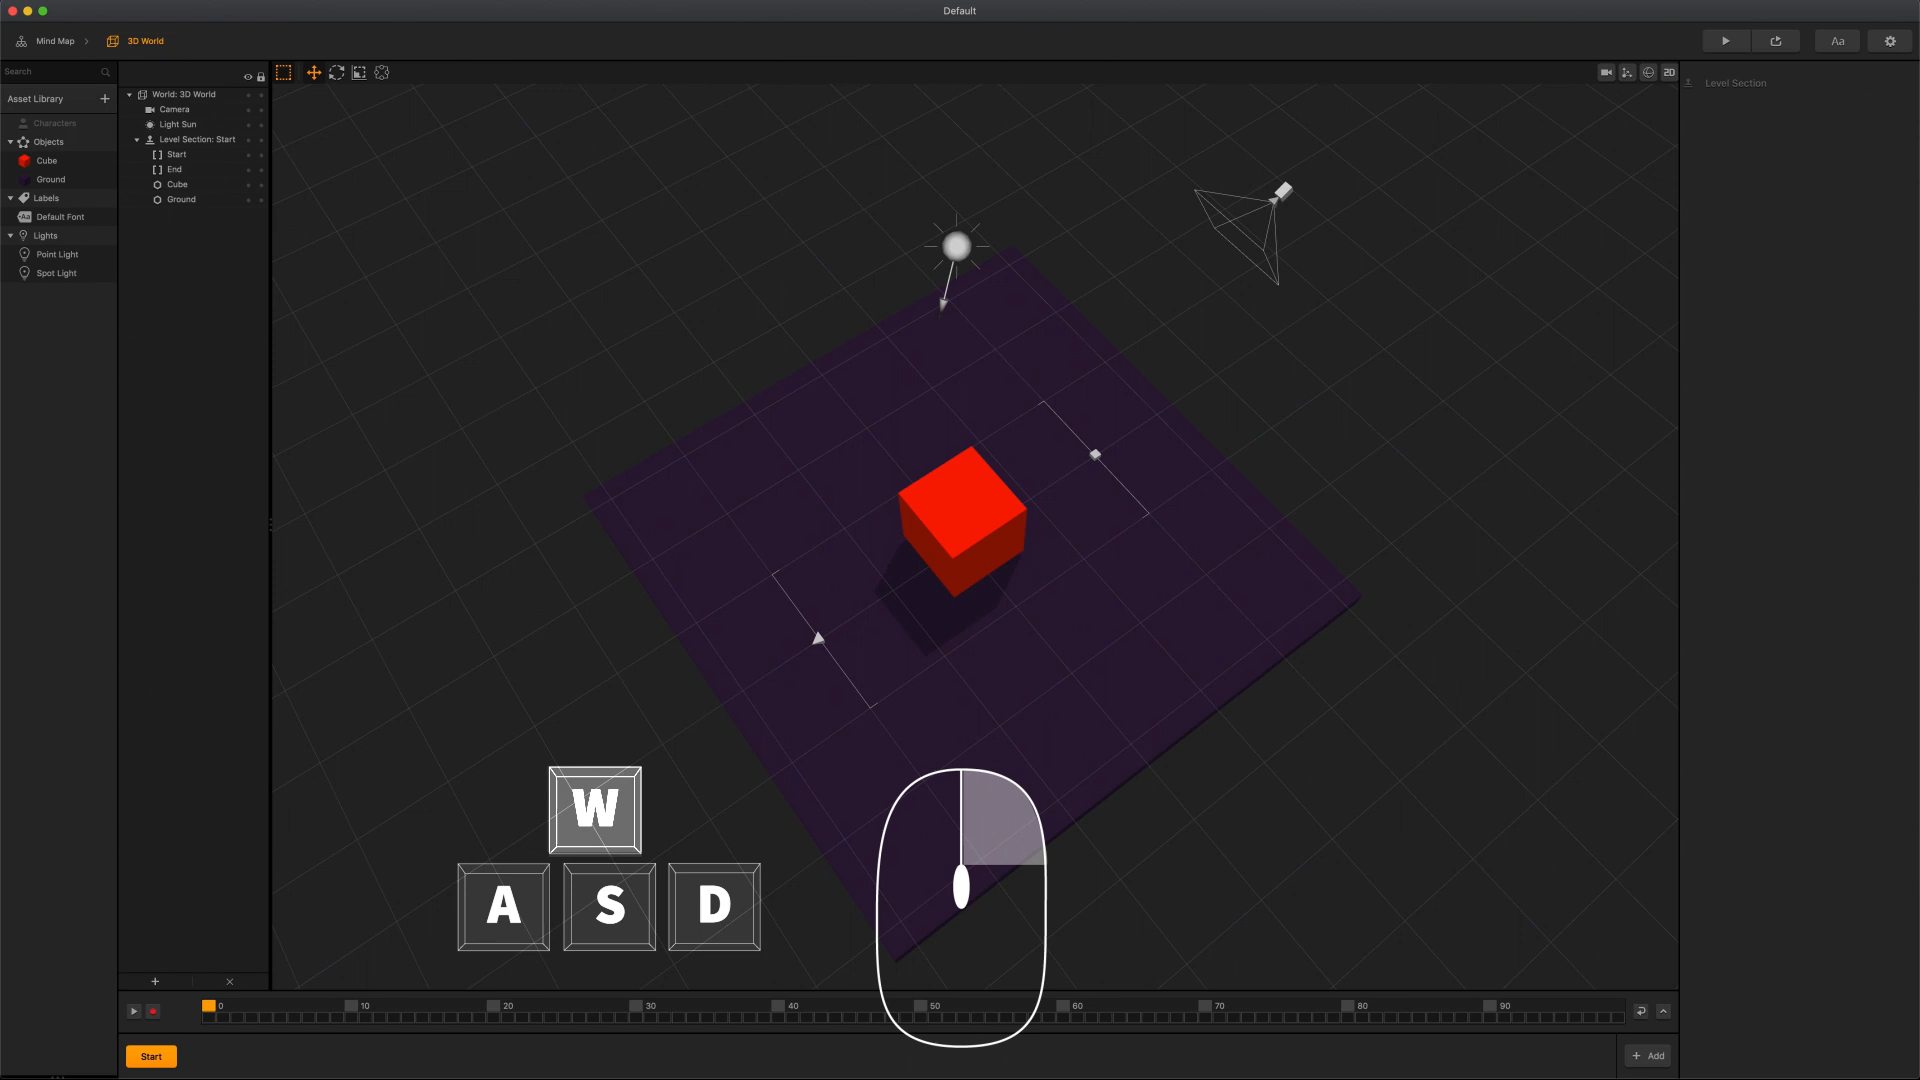 Default
Mind Map
3D World
Aa
Search
2D
Level Section
Asset Library
World: 3D World
Camera
Characters
Light Sun
Objects
Level Section: Start
Cube
Start
Ground
End
Labels
Cube
Aa Default Font
Ground
Lights
Point Light
Spot Light
W
A S D
0 10 20 30 40 50 60 70 80 90
Start
Add